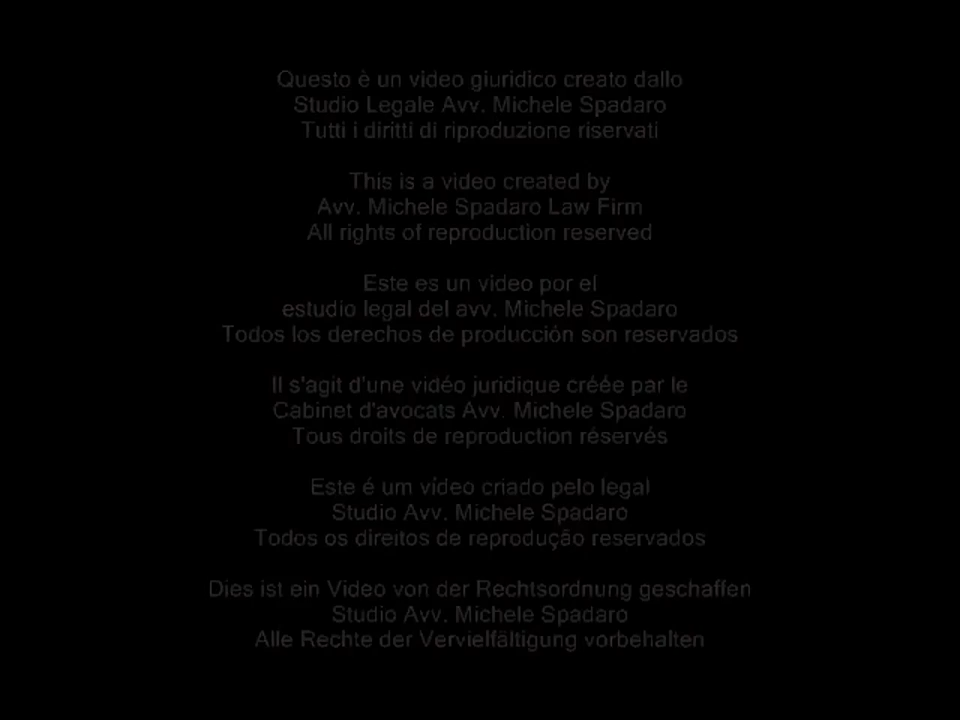 Questo è un video giuridico creato dallo
Studio Legale Avv. Michele Spadaro
Tutti i diritti di riproduzione riservati
This is a video created by
Avv. Michele Spadaro Law Firm
All rights of reproduction reserved
Este es un video por el
estudio legal del avv. Michele Spadaro
Todos los derechos de producción son reservados
Il s'agit d'une vidéo juridique créée par le
Cabinet d'avocats Avv. Michele Spadaro
Tous droits de reproduction réservés
Este é um vídeo criado pelo legal
Studio Avv. Michele Spadaro
Todos os direitos de reprodução reservados
Dies ist ein Video von der Rechtsordnung geschaffen
Studio Avv. Michele Spadaro
Alle Rechte der Vervielfältigung vorbehalten